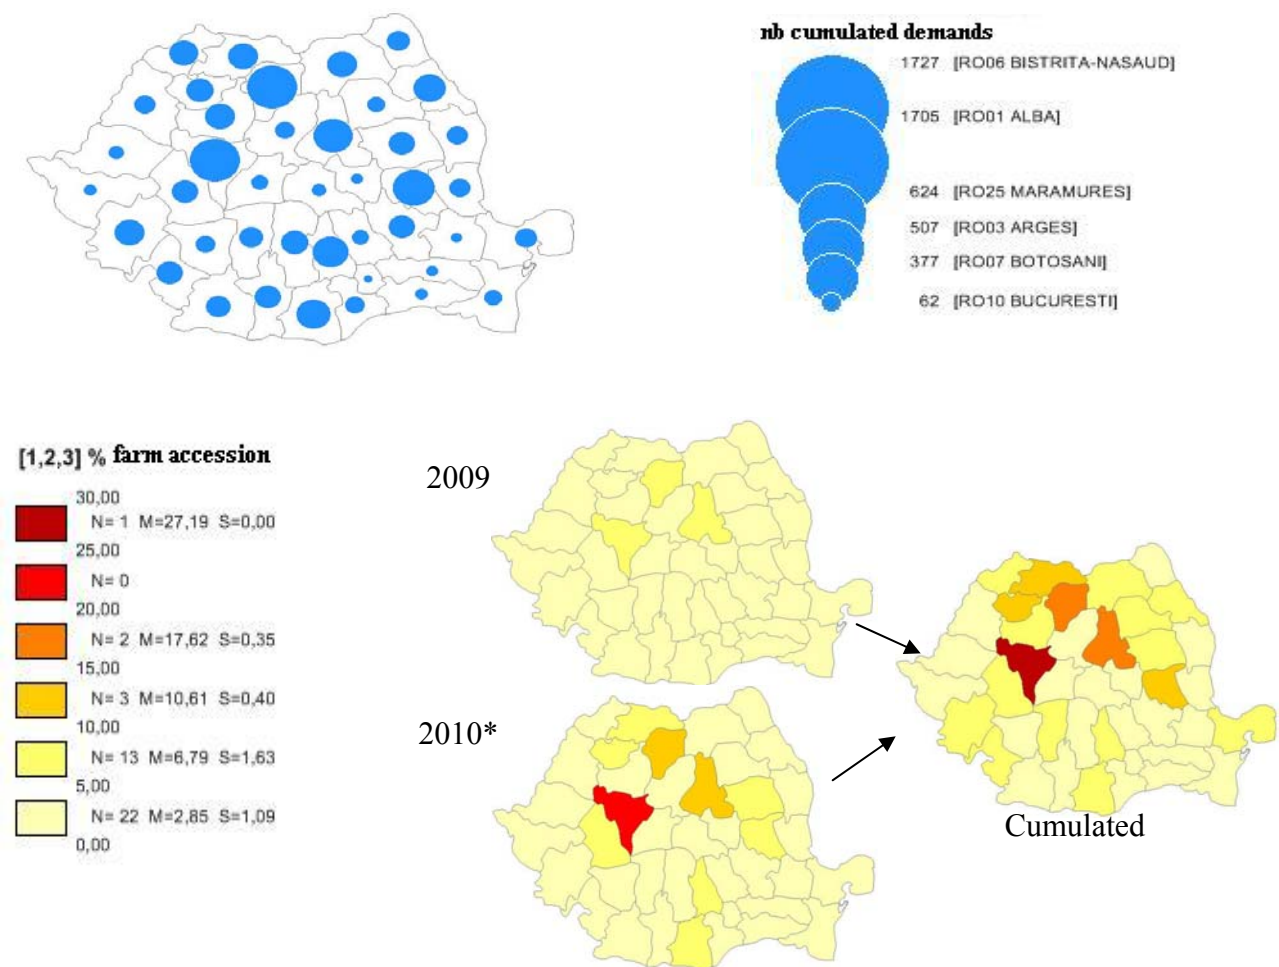 nb cumulated demands
1727 [RO06 BISTRITA-NASAUD]
1705 [RO01 ALBA]
624 [RO25 MARAMURES]
507 [RO03 ARGES]
377 [RO07 BOTOSANI]
62 [RO10 BUCURESTI]
[1,2,3] % farm accession
30,00
N= 1 M=27,19 S=0,00
25,00
N= 0
20,00
N= 2 M=17,62 S=0,35
15,00
N= 3 M=10,61 S=0,40
10,00
N= 13 M=6,79 S=1,63
5,00
N= 22 M=2,85 S=1,09
0,00
2009
2010*
Cumulated